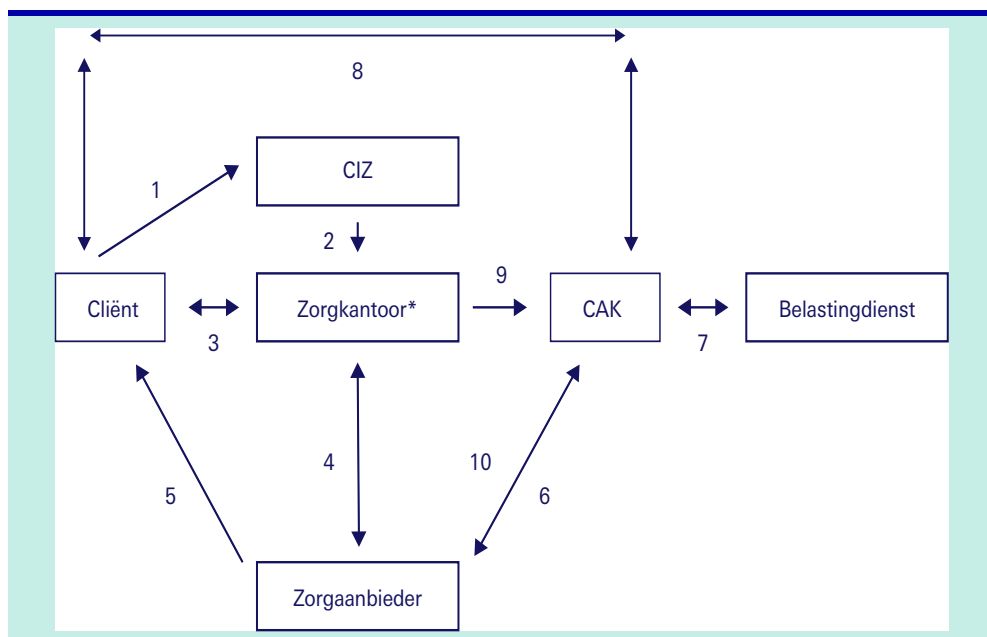 8
CIZ
1
2
9
Cliënt
Zorgkantoor*
CAK
Belastingdienst
3
7
4
10
5
6
Zorgaanbieder